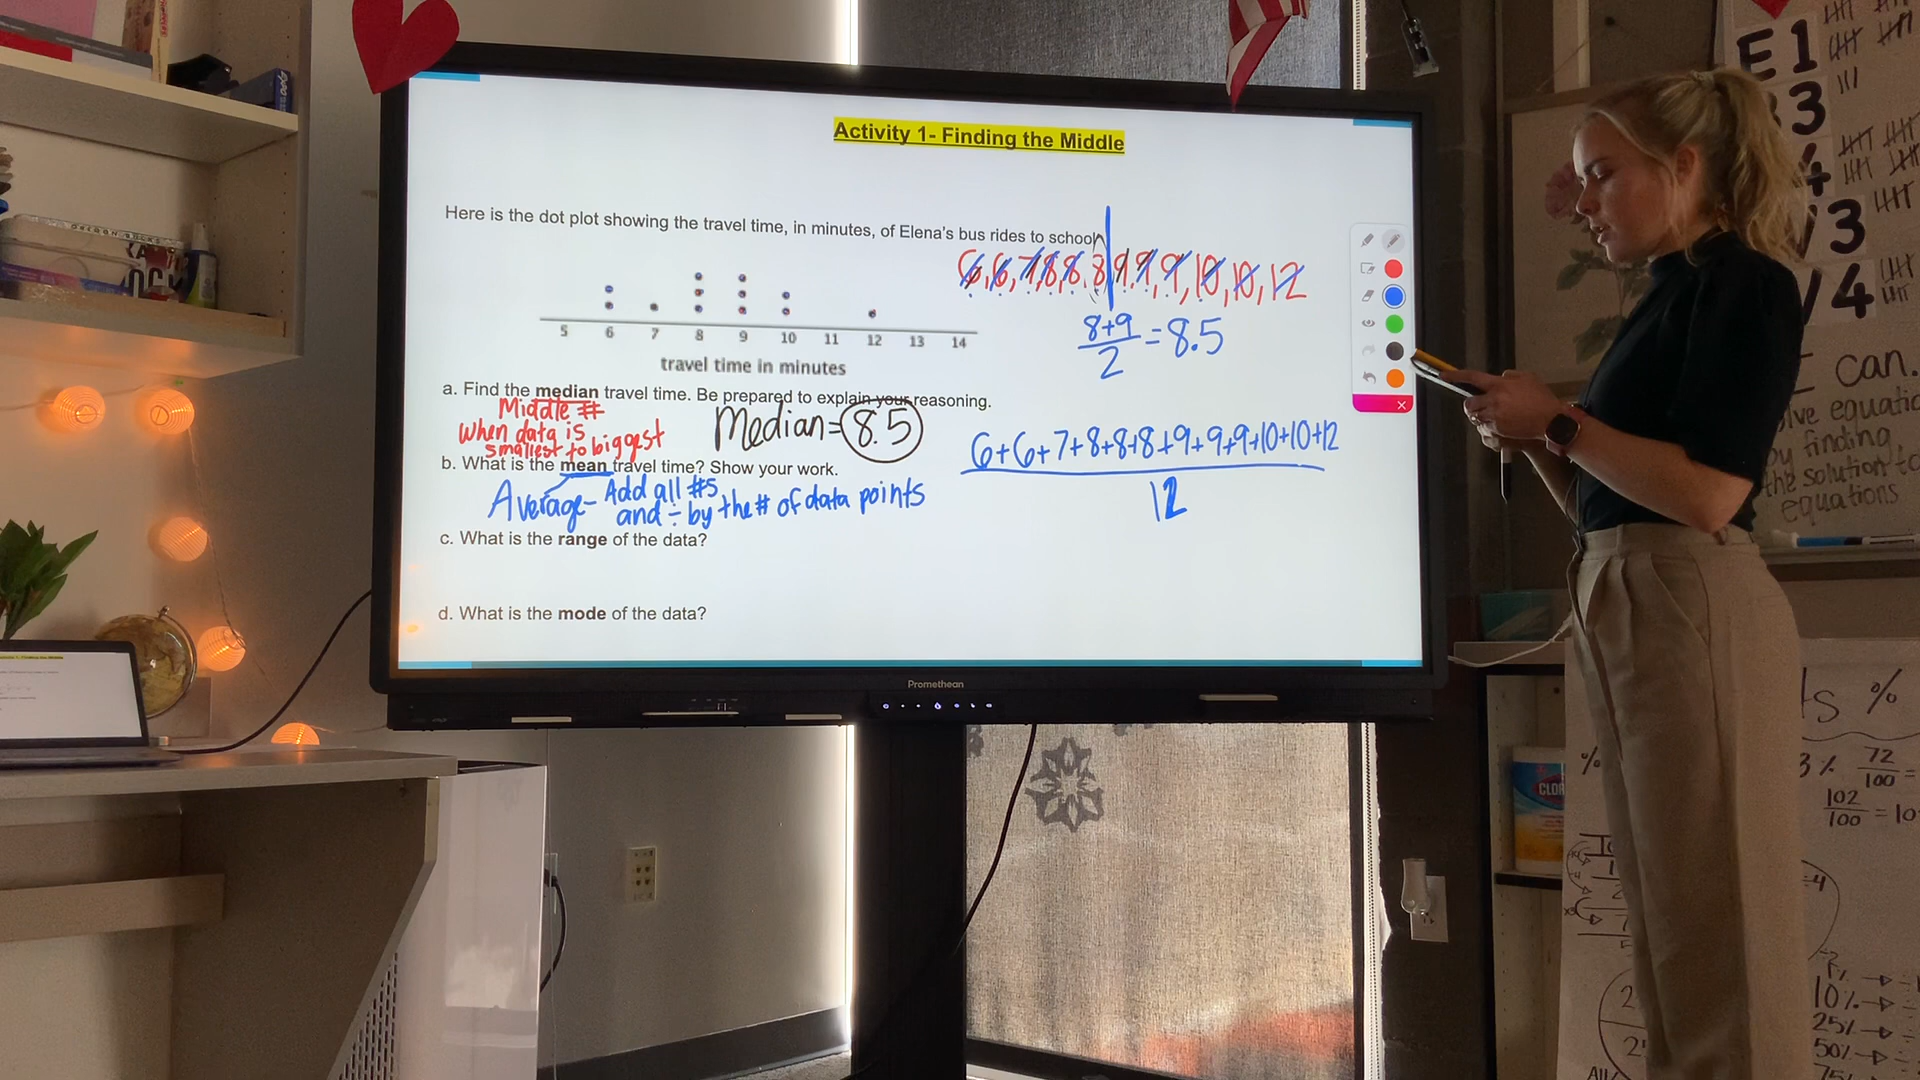 Activity 1- Finding the Middle
Here is the dot plot showing the travel time, in minutes, of Elena's bus rides to school
6, 6, 7, 8, 8, 8, 9, 9, 9, 10, 10, 12
8+9
2
=8.5
5 6 7 8 9 10 11 12 13 14
travel time in minutes
a. Find the median travel time. Be prepared to explain your reasoning.
Middle #
when data is
smallest to biggest
Median=8.5
6+6+7+8+8+8+9+9+9+10+10+12
12
b. What is the mean travel time? Show your work.
Average- Add all #s
and ÷ by the # of data points
c. What is the range of the data?
d. What is the mode of the data?
Promethean
E1
3
4
3
4
I can.
finding
the solution to
equations
%
3%
72
100
=
102
100
= 10
10%
25%
50%